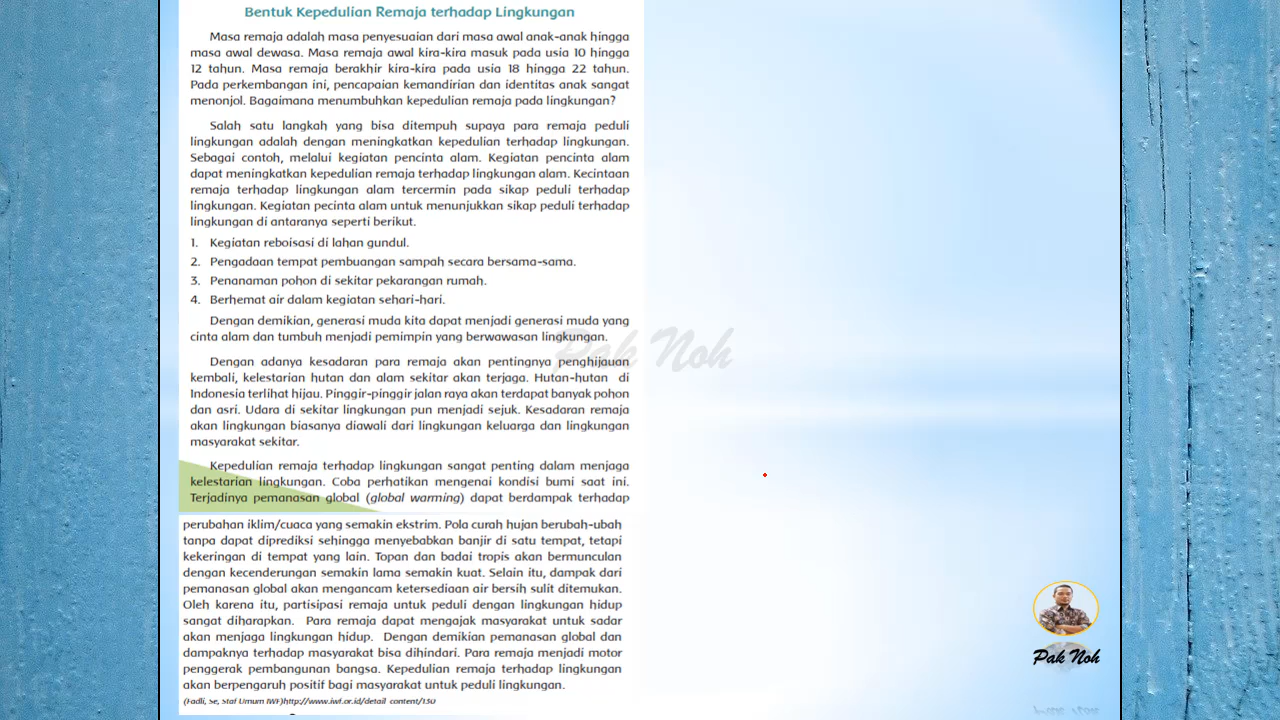 Bentuk Kepedulian Remaja terhadap Lingkungan
Masa remaja adalah masa penyesuaian dari masa awal anak-anak hingga
masa awal dewasa. Masa remaja awal kira-kira masuk pada usia 10 hingga
12 tahun. Masa remaja berakhir kira-kira pada usia 18 hingga 22 tahun.
Pada perkembangan ini, pencapaian kemandirian dan identitas anak sangat
menonjol. Bagaimana menumbuhkan kepedulian remaja pada lingkungan?
Salah satu langkah yang bisa ditempuh supaya para remaja peduli
lingkungan adalah dengan meningkatkan kepedulian terhadap lingkungan.
Sebagai contoh, melalui kegiatan pencinta alam. Kegiatan pencinta alam
dapat meningkatkan kepedulian remaja terhadap lingkungan alam. Kecintaan
remaja terhadap lingkungan alam tercermin pada sikap peduli terhadap
lingkungan. Kegiatan pecinta alam untuk menunjukkan sikap peduli terhadap
lingkungan di antaranya seperti berikut.
1. Kegiatan reboisasi di lahan gundul.
2. Pengadaan tempat pembuangan sampah secara bersama-sama.
3. Penanaman pohon di sekitar pekarangan rumah.
4. Berhemat air dalam kegiatan sehari-hari.
Dengan demikian, generasi muda kita dapat menjadi generasi muda yang
cinta alam dan tumbuh menjadi pemimpin yang berwawasan lingkungan.
Pak Noh
Dengan adanya kesadaran para remaja akan pentingnya penghijauan
kembali, kelestarian hutan dan alam sekitar akan terjaga. Hutan-hutan di
Indonesia terlihat hijau. Pinggir-pinggir jalan raya akan terdapat banyak pohon
dan asri. Udara di sekitar lingkungan pun menjadi sejuk. Kesadaran remaja
akan lingkungan biasanya diawali dari lingkungan keluarga dan lingkungan
masyarakat sekitar.
Kepedulian remaja terhadap lingkungan sangat penting dalam menjaga
kelestarian lingkungan. Coba perhatikan mengenai kondisi bumi saat ini.
Terjadinya pemanasan global (global warming) dapat berdampak terhadap
perubahan iklim/cuaca yang semakin ekstrim. Pola curah hujan berubah-ubah
tanpa dapat diprediksi sehingga menyebabkan banjir di satu tempat, tetapi
kekeringan di tempat yang lain. Topan dan badai tropis akan bermunculan
dengan kecenderungan semakin lama semakin kuat. Selain itu, dampak dari
pemanasan global akan mengancam ketersediaan air bersih sulit ditemukan.
Oleh karena itu, partisipasi remaja untuk peduli dengan lingkungan hidup
sangat diharapkan. Para remaja dapat mengajak masyarakat untuk sadar
akan menjaga lingkungan hidup. Dengan demikian pemanasan global dan
dampaknya terhadap masyarakat bisa dihindari. Para remaja menjadi motor
penggerak pembangunan bangsa. Kepedulian remaja terhadap lingkungan
akan berpengaruh positif bagi masyarakat untuk peduli lingkungan.
(Fadli, Se, Staf Umum IWF)http://www.iwf.or.id/detail_content/130
Pak Noh